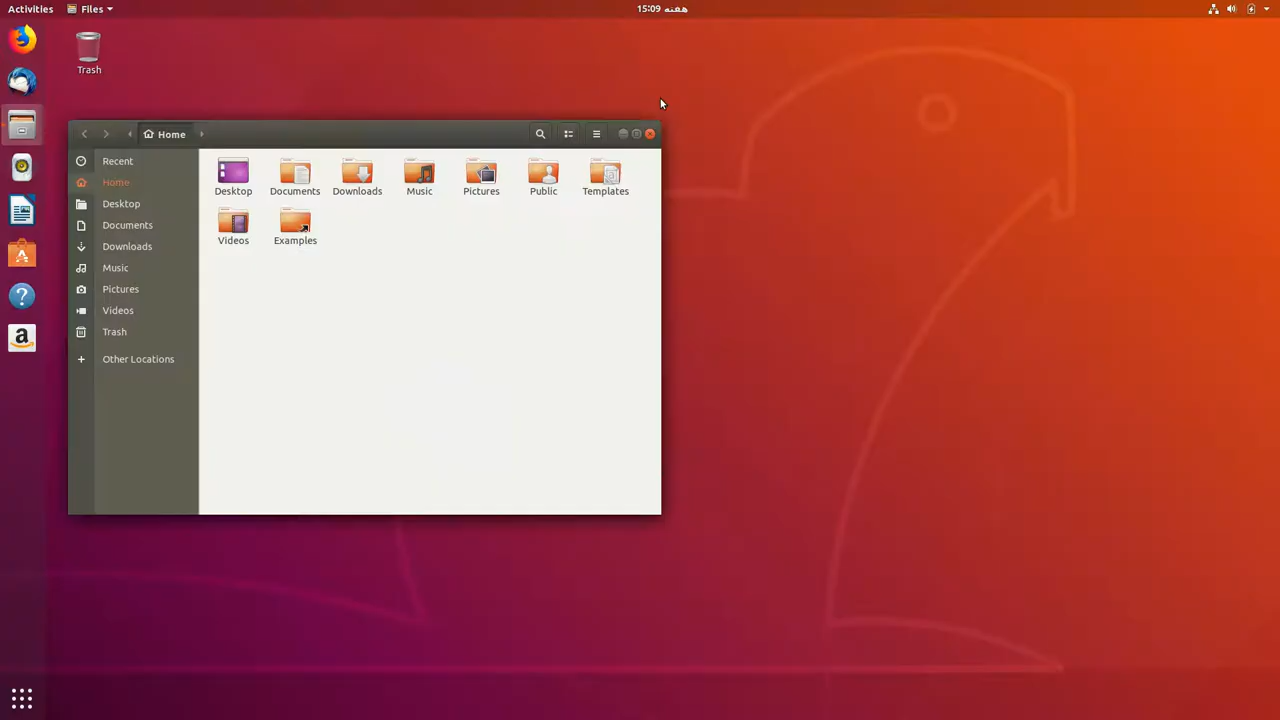 Activities
Files
هفته 15:09
Trash
Home
Recent
Home
Desktop
Documents
Downloads
Music
Pictures
Videos
Trash
Other Locations
Desktop
Documents
Downloads
Music
Pictures
Public
Templates
Videos
Examples